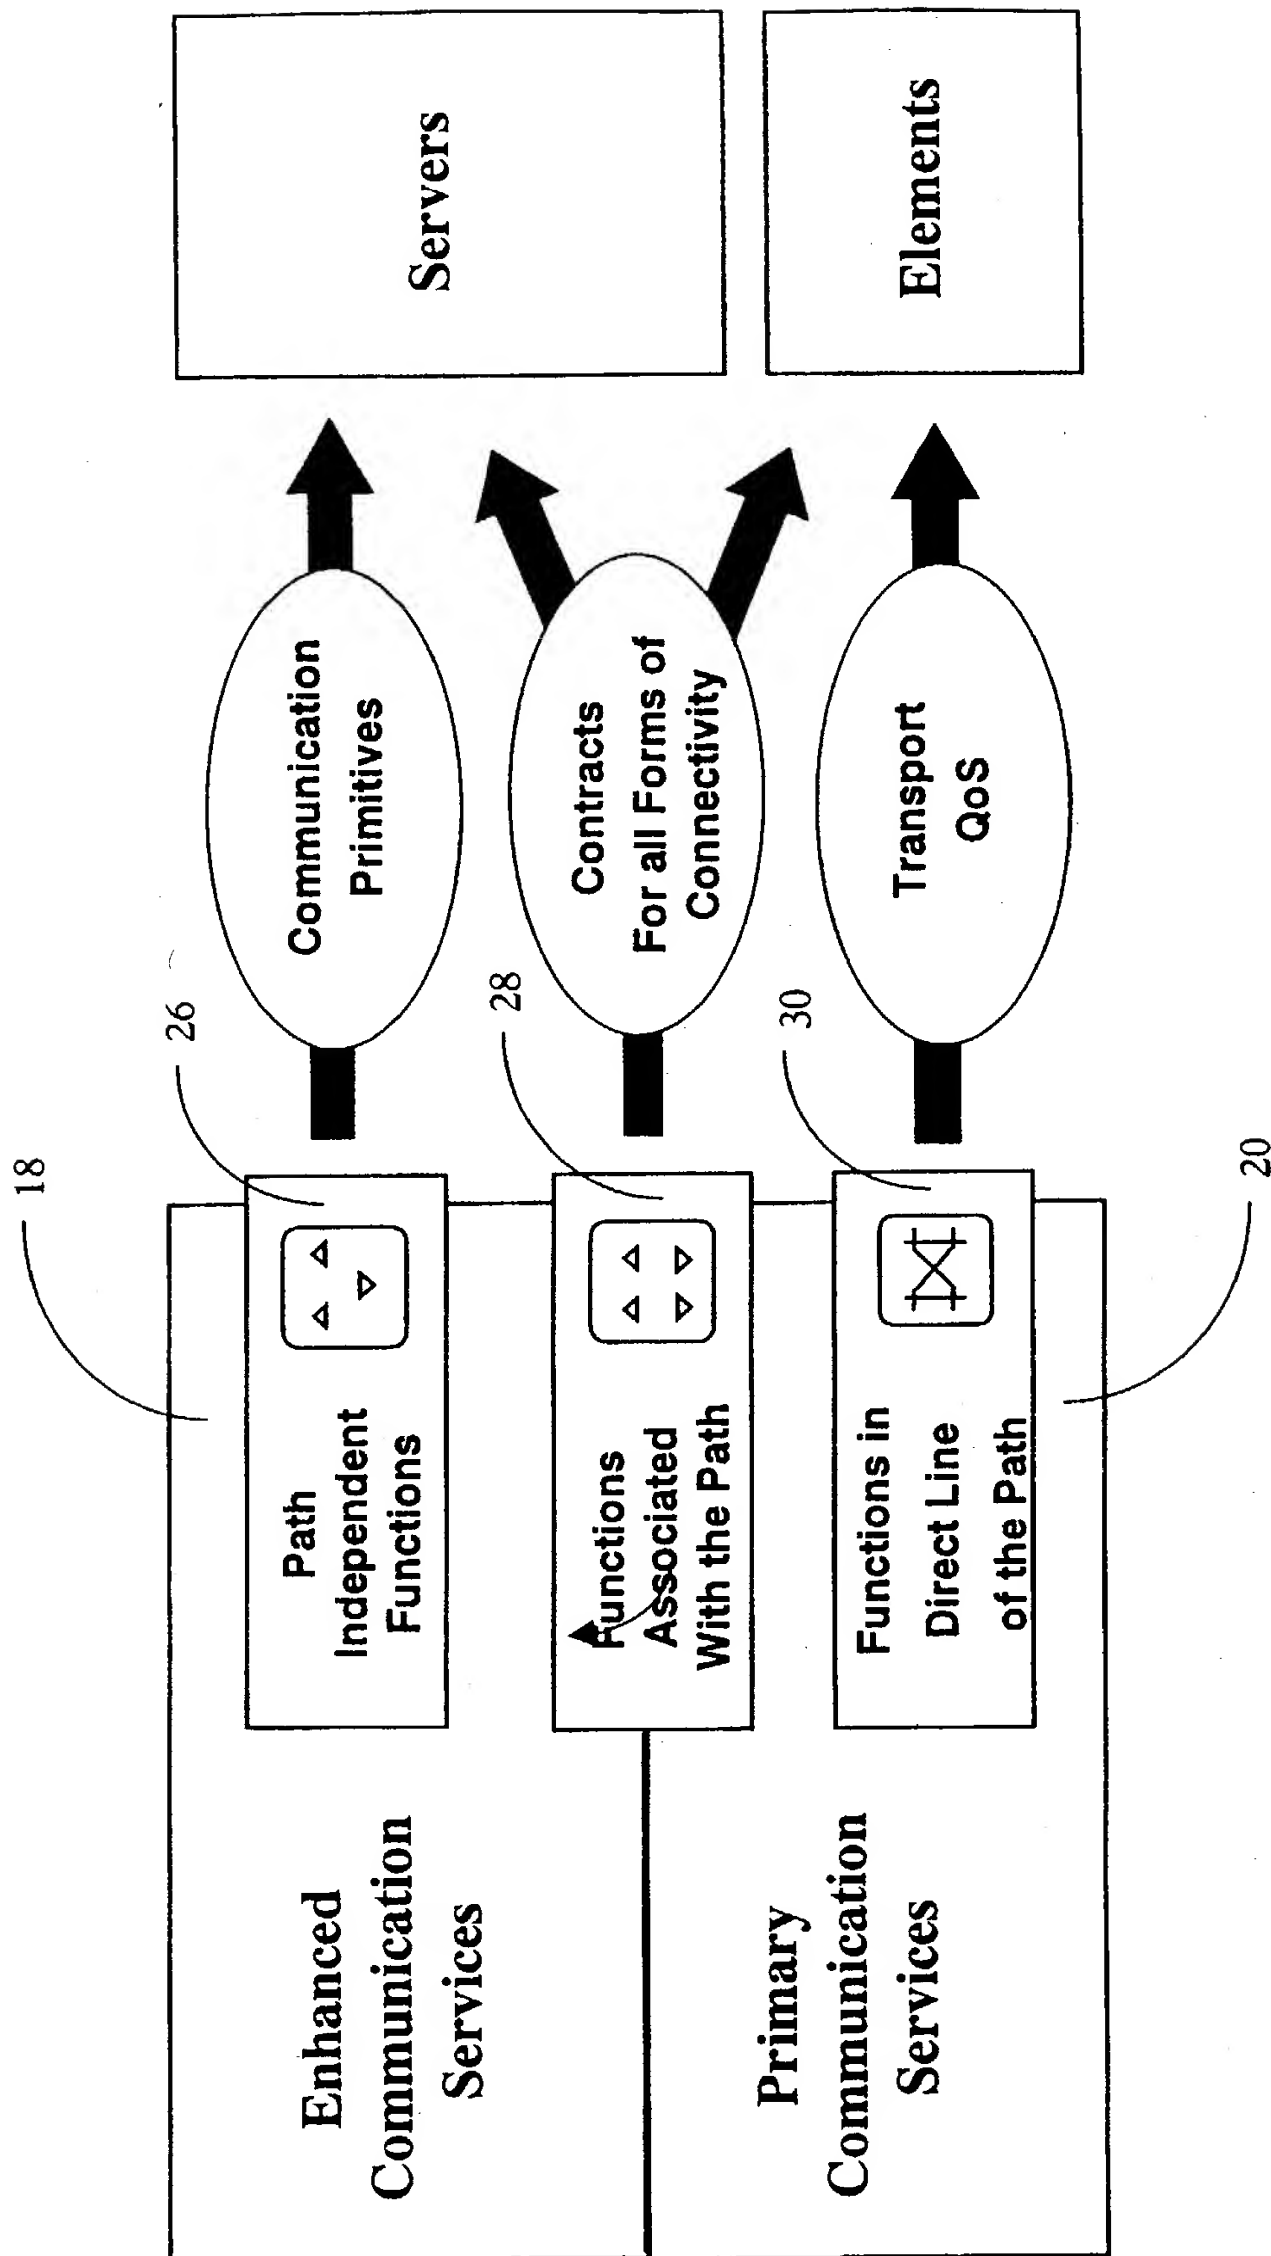 Enhanced
Communication
Services
Primary
Communication
Services
18
Path
Independent
Functions
26
Functions
Associated
With the Path
28
Functions in
Direct Line
of the Path
30
20
Communication
Primitives
Contracts
For all Forms of
Connectivity
Transport
QoS
Servers
Elements